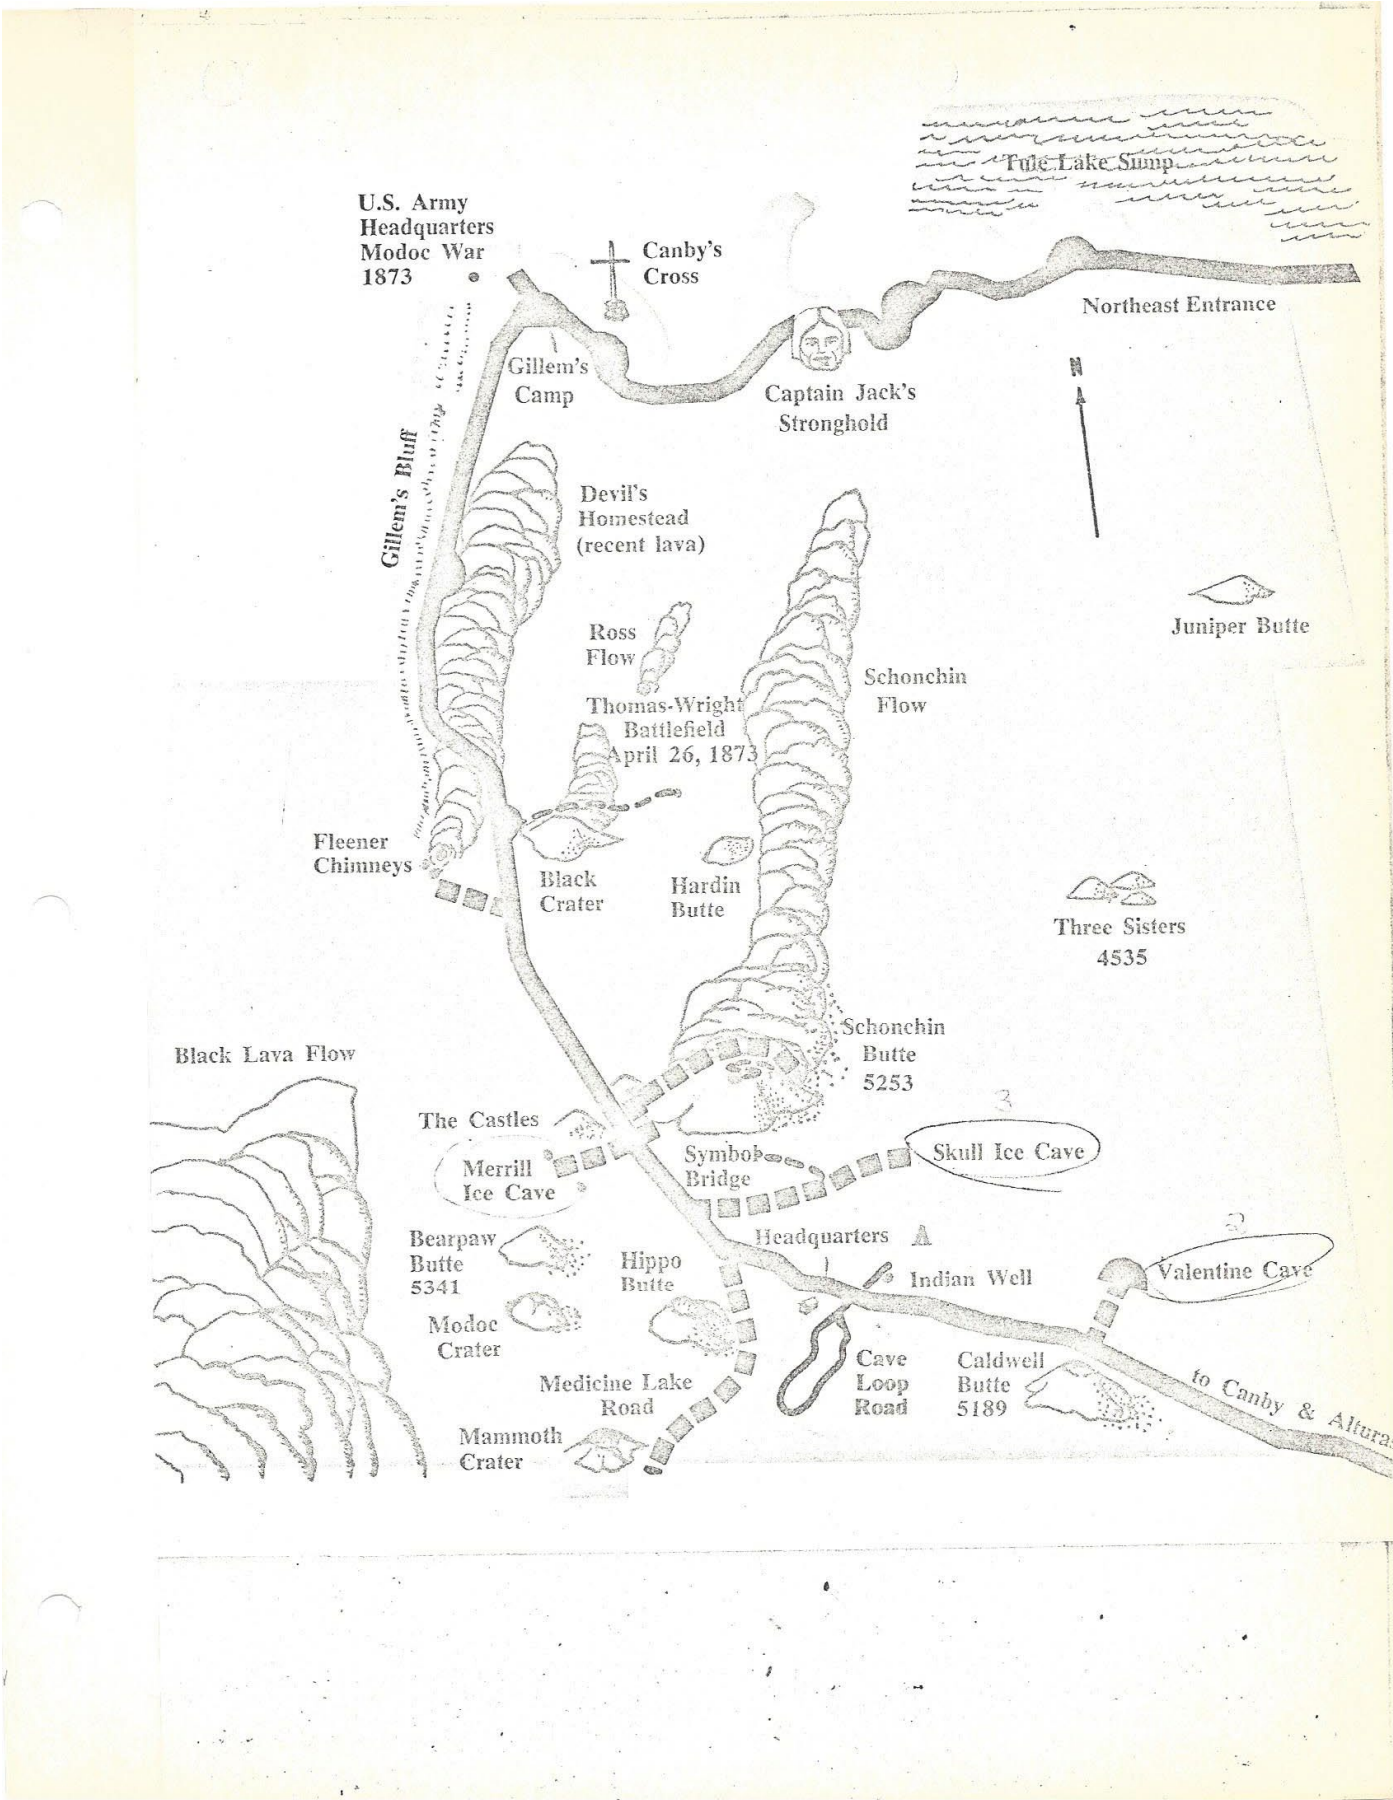 Tule Lake Sump
U.S. Army
Headquarters
Modoc War
1873
Canby's
Cross
Northeast Entrance
Gillem's
Camp
Captain Jack's
Stronghold
N
Gillem's Bluff
Devil's
Homestead
(recent lava)
Juniper Butte
Ross
Flow
Schonchin
Flow
Thomas-Wright
Battlefield
April 26, 1873
Fleener
Chimneys
Black
Crater
Hardin
Butte
Three Sisters
4535
Schonchin
Butte
5253
Black Lava Flow
3
The Castles
Merrill
Ice Cave
Symbol
Bridge
Skull Ice Cave
2
Bearpaw
Butte
5341
Hippo
Butte
Headquarters
Indian Well
Valentine Cave
Modoc
Crater
Medicine Lake
Road
Cave
Loop
Road
Caldwell
Butte
5189
to Canby & Alturas
Mammoth
Crater